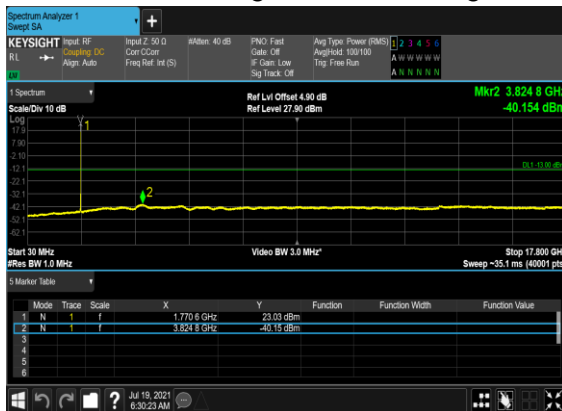 Spectrum Analyzer 1
Swept SA
+
KEYSIGHT Input: RF Input Z: 50 Ω #Atten: 40 dB PNO: Fast Avg Type: Power (RMS) 1 2 3 4 5 6
RL Coupling: DC Corr CCorr Gate: Off Avg|Hold: 100/100 A W W W W W
Align: Auto Freq Ref: Int (S) IF Gain: Low Trig: Free Run
Sig Track: Off A N N N N N
1 Spectrum Ref Lvl Offset 4.90 dB Mkr2 3.824 8 GHz
Scale/Div 10 dB Ref Level 27.90 dBm -40.154 dBm
Log
17.9 1
7.90
-2.10
-12.1 DL1 -13.00 dBm
-22.1
-32.1 2
-42.1
-52.1
-62.1
Start 30 MHz Video BW 3.0 MHz* Stop 17.800 GHz
#Res BW 1.0 MHz Sweep ~35.1 ms (40001 pts)
5 Marker Table
Mode Trace Scale X Y Function Function Width Function Value
1 N 1 f 1.770 6 GHz 23.03 dBm
2 N 1 f 3.824 8 GHz -40.15 dBm
3
4
5
6
? Jul 19, 2021
6:30:23 AM